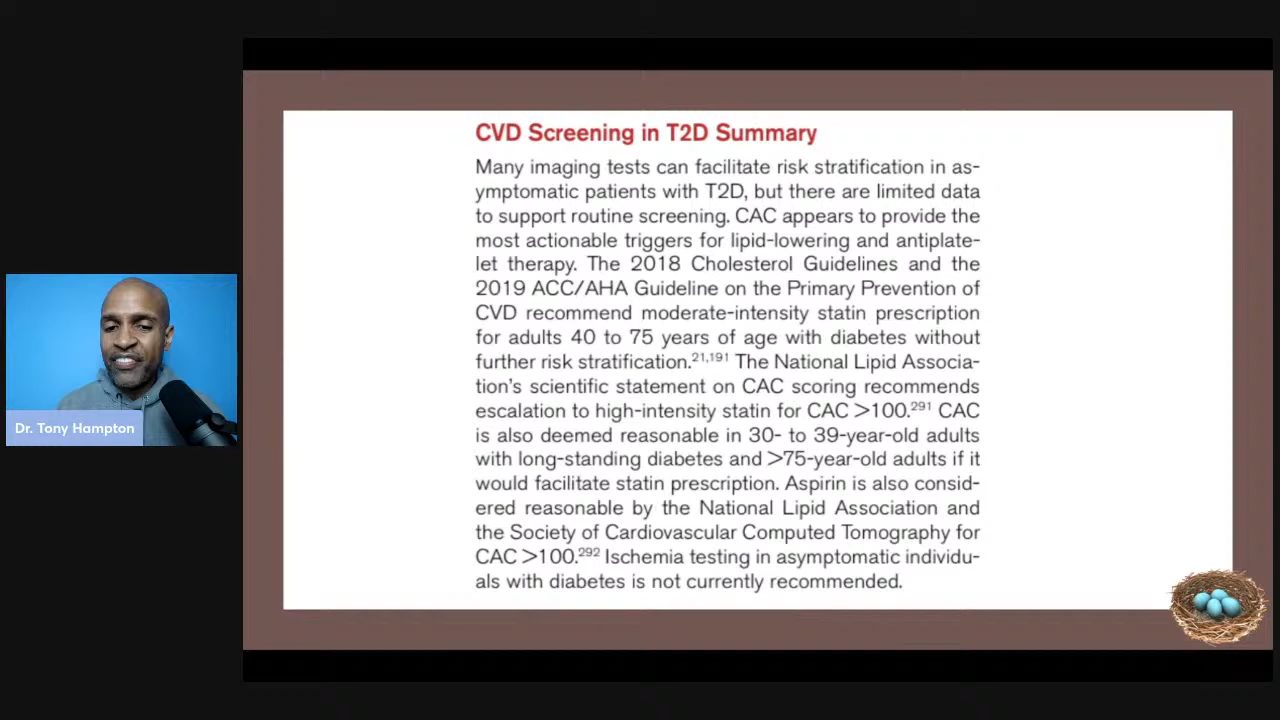 CVD Screening in T2D Summary
Many imaging tests can facilitate risk stratification in as-
ymptomatic patients with T2D, but there are limited data
to support routine screening. CAC appears to provide the
most actionable triggers for lipid-lowering and antiplate-
let therapy. The 2018 Cholesterol Guidelines and the
2019 ACC/AHA Guideline on the Primary Prevention of
CVD recommend moderate-intensity statin prescription
for adults 40 to 75 years of age with diabetes without
further risk stratification.21,191 The National Lipid Associa-
tion's scientific statement on CAC scoring recommends
escalation to high-intensity statin for CAC >100.291 CAC
is also deemed reasonable in 30- to 39-year-old adults
with long-standing diabetes and >75-year-old adults if it
would facilitate statin prescription. Aspirin is also consid-
ered reasonable by the National Lipid Association and
the Society of Cardiovascular Computed Tomography for
CAC >100.292 Ischemia testing in asymptomatic individu-
als with diabetes is not currently recommended.
Dr. Tony Hampton